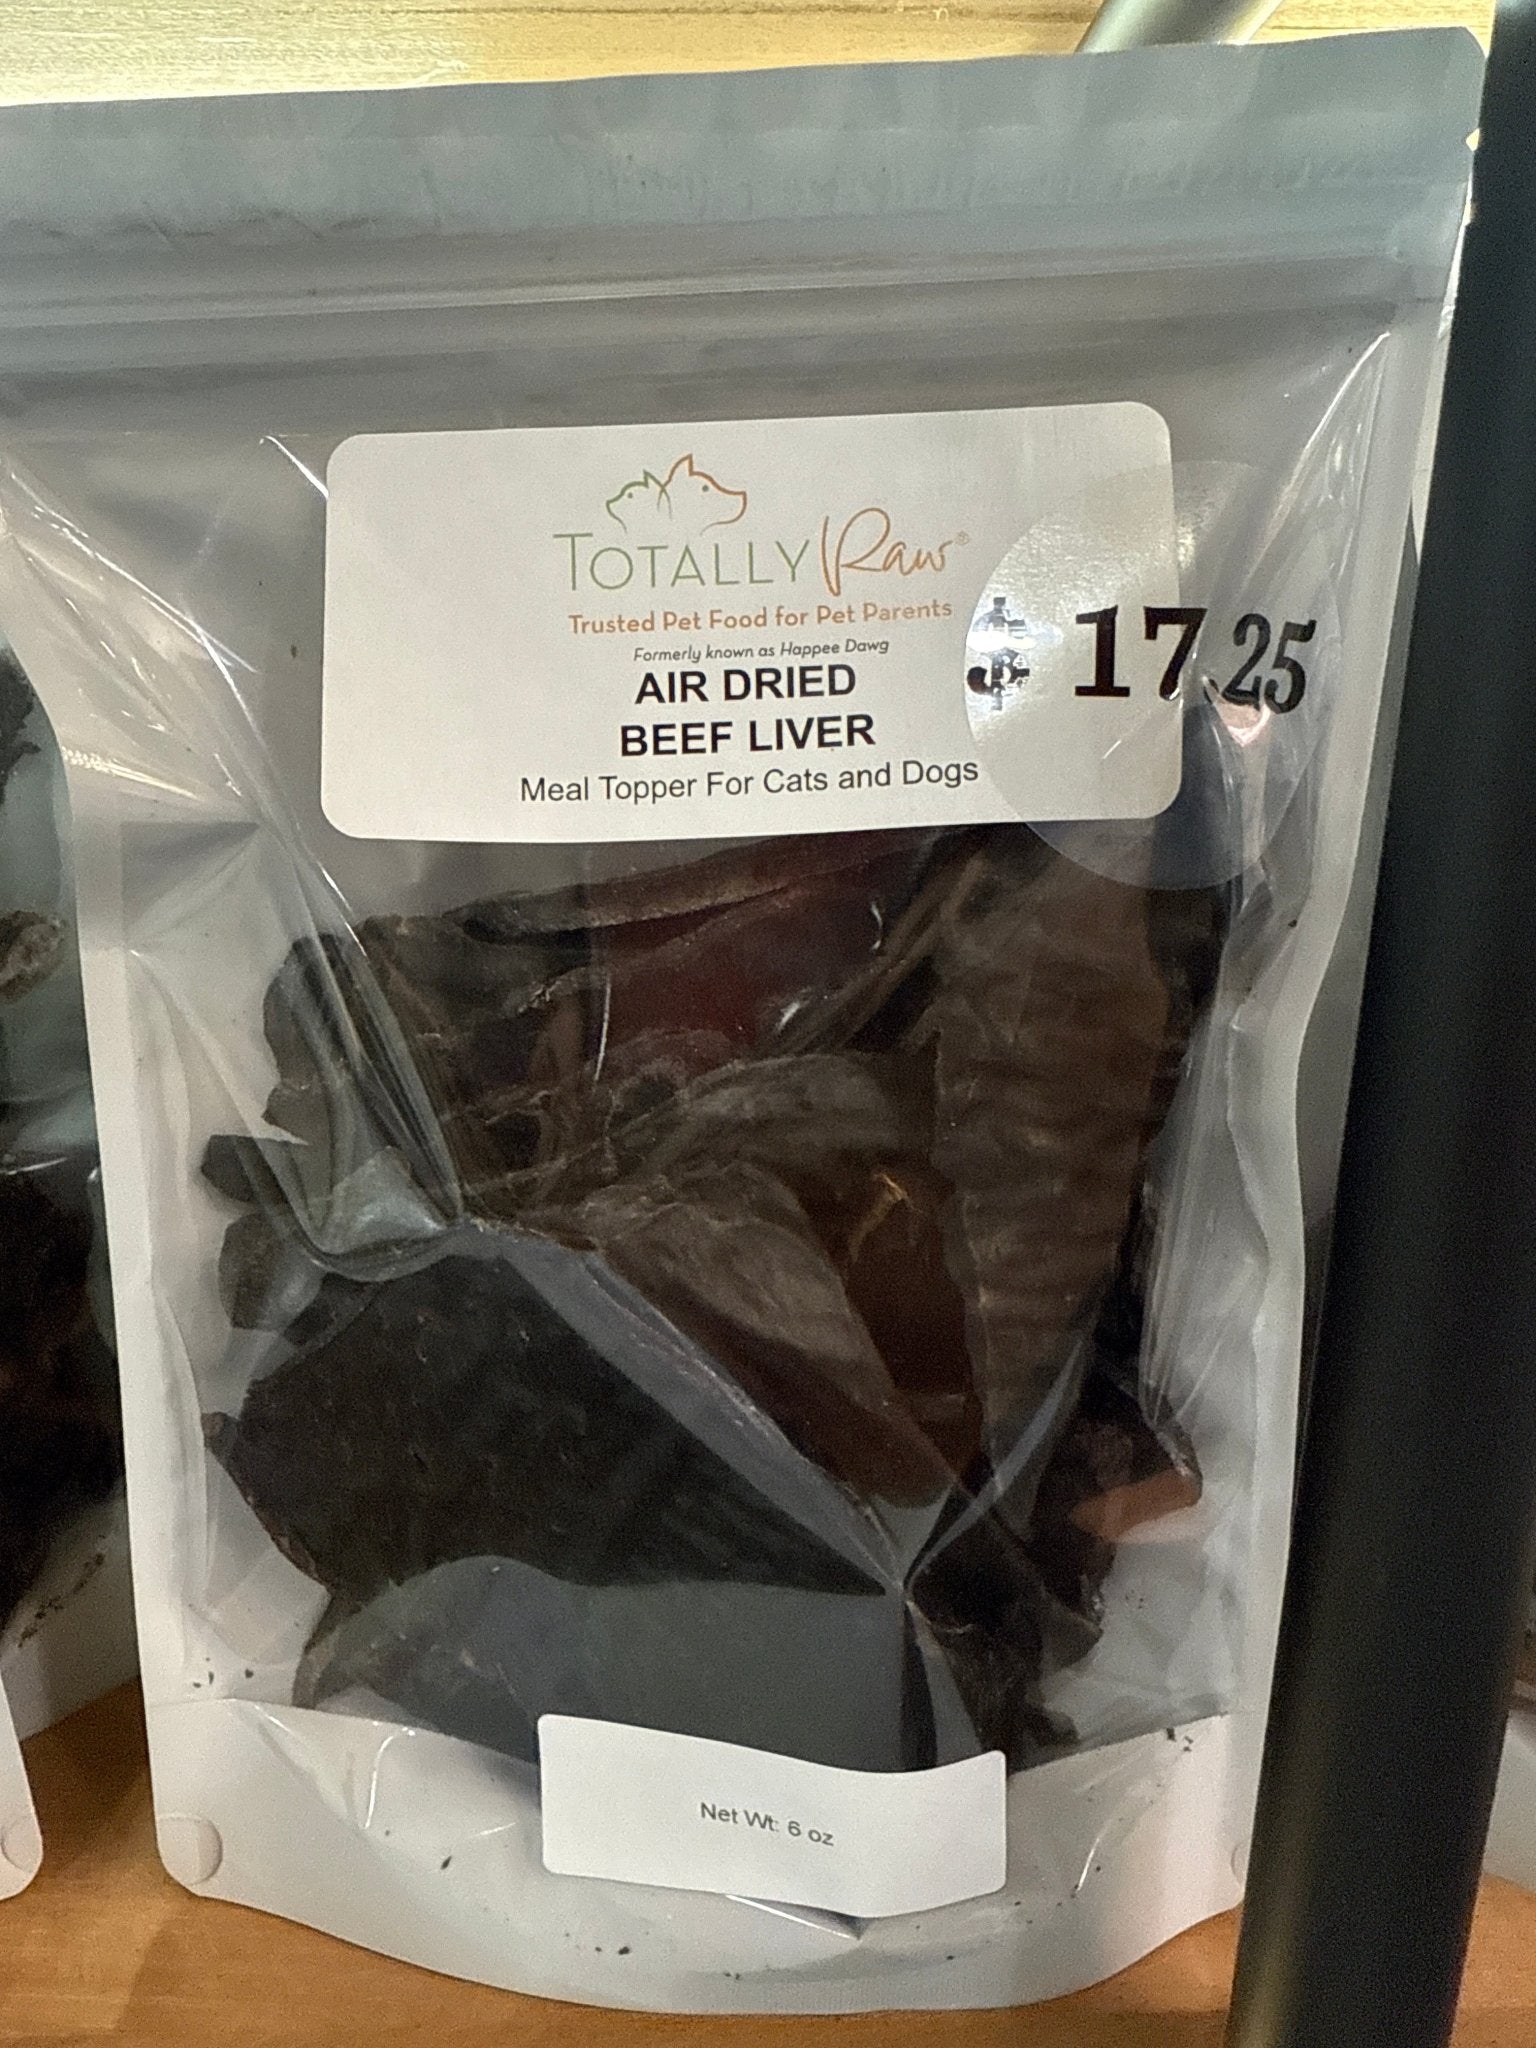 TOTALLY Raw®
Trusted Pet Food for Pet Parents
Formerly known as Happee Dawg
AIR DRIED
BEEF LIVER
Meal Topper For Cats and Dogs
$ 17.25
Net Wt: 6 oz